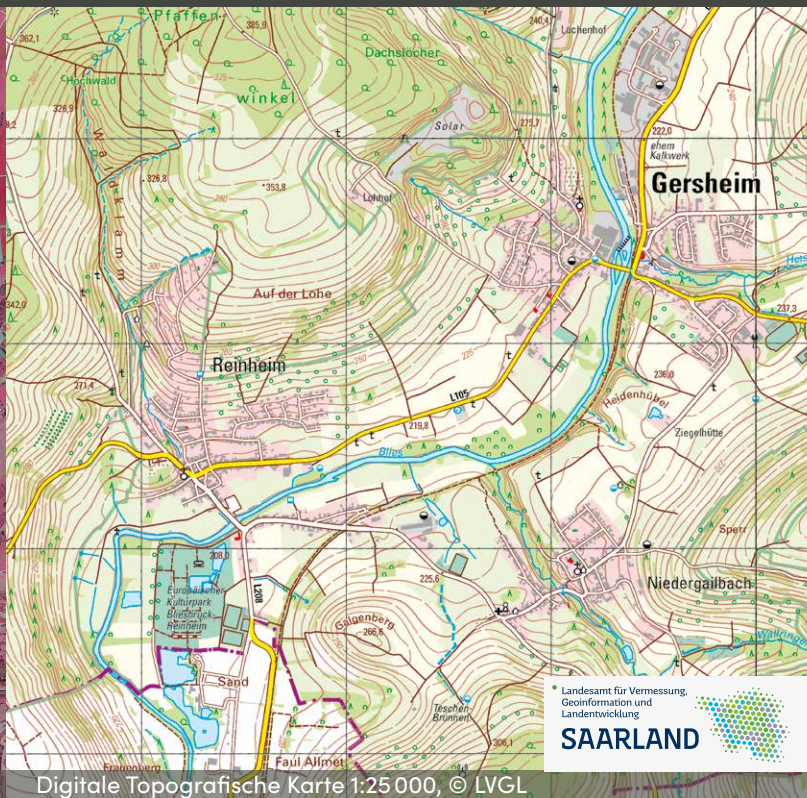 Pfaffen-
winkel
362,1
385,9
240,4
Lüchenhof
Dachslöcher
Hochwald
326,9
Waldklamm
Solar
275,7
222,0
ehem
Kalkwerk
Gersheim
326,8
353,8
Lohhof
342,0
Auf der Lohe
237,3
Reinheim
271,4
225
L105
219,8
236,0
Heidenhübel
Ziegelhütte
Blies
Sperr
208,0
Europäischer
Kulturpark
Bliesbruck-
Reinheim
L208
225,6
Niedergailbach
Galgenberg
266,6
Sand
Teschen-
Brunnen
306,1
Faul Allmet
Frauenberg
Landesamt für Vermessung,
Geoinformation und
Landentwicklung
SAARLAND
Digitale Topografische Karte 1:25 000, © LVGL